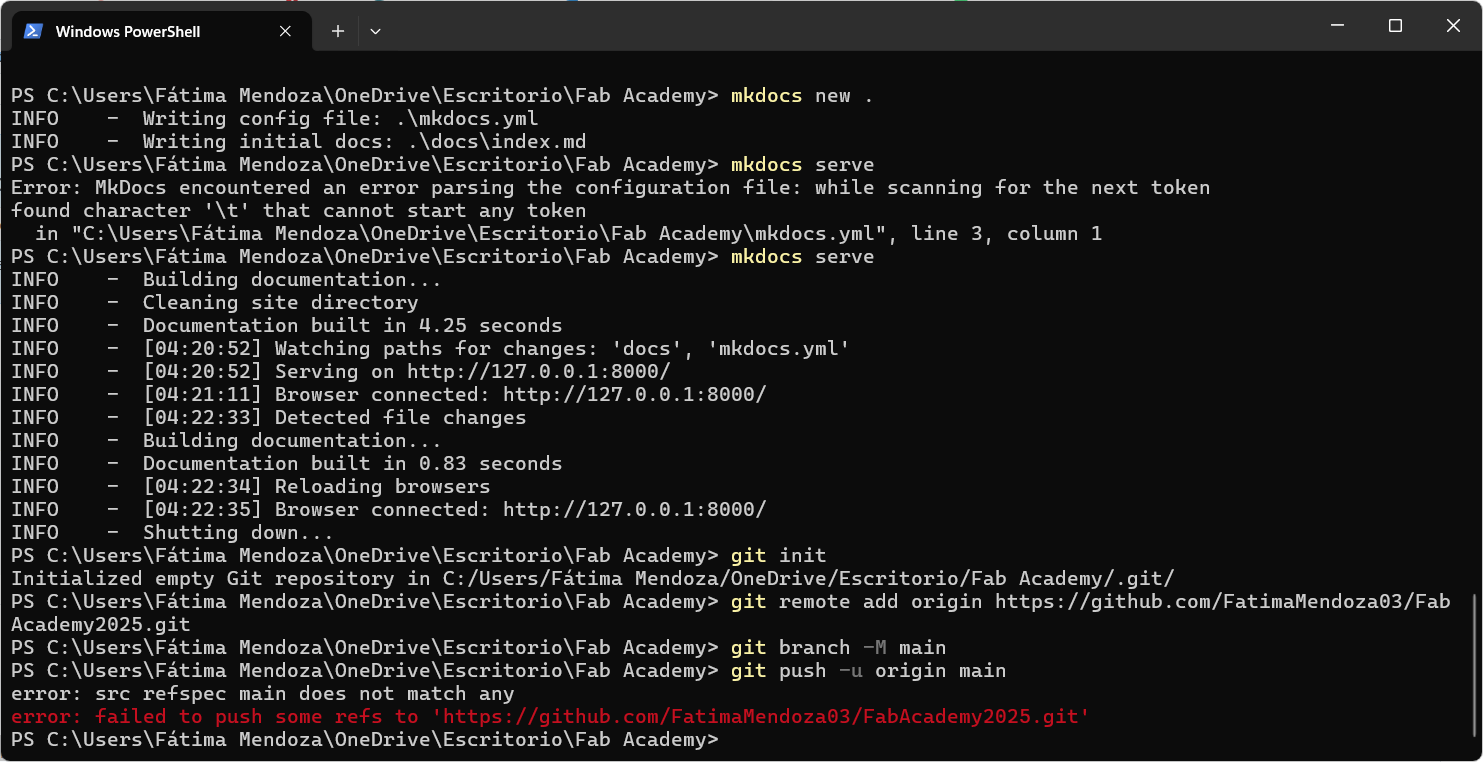 Windows PowerShell
PS C:\Users\Fátima Mendoza\OneDrive\Escritorio\Fab Academy> mkdocs new .
INFO    -  Writing config file: .\mkdocs.yml
INFO    -  Writing initial docs: .\docs\index.md
PS C:\Users\Fátima Mendoza\OneDrive\Escritorio\Fab Academy> mkdocs serve
Error: MkDocs encountered an error parsing the configuration file: while scanning for the next token
found character '\t' that cannot start any token
  in "C:\Users\Fátima Mendoza\OneDrive\Escritorio\Fab Academy\mkdocs.yml", line 3, column 1
PS C:\Users\Fátima Mendoza\OneDrive\Escritorio\Fab Academy> mkdocs serve
INFO    -  Building documentation...
INFO    -  Cleaning site directory
INFO    -  Documentation built in 4.25 seconds
INFO    -  [04:20:52] Watching paths for changes: 'docs', 'mkdocs.yml'
INFO    -  [04:20:52] Serving on http://127.0.0.1:8000/
INFO    -  [04:21:11] Browser connected: http://127.0.0.1:8000/
INFO    -  [04:22:33] Detected file changes
INFO    -  Building documentation...
INFO    -  Documentation built in 0.83 seconds
INFO    -  [04:22:34] Reloading browsers
INFO    -  [04:22:35] Browser connected: http://127.0.0.1:8000/
INFO    -  Shutting down...
PS C:\Users\Fátima Mendoza\OneDrive\Escritorio\Fab Academy> git init
Initialized empty Git repository in C:/Users/Fátima Mendoza/OneDrive/Escritorio/Fab Academy/.git/
PS C:\Users\Fátima Mendoza\OneDrive\Escritorio\Fab Academy> git remote add origin https://github.com/FatimaMendoza03/Fab
Academy2025.git
PS C:\Users\Fátima Mendoza\OneDrive\Escritorio\Fab Academy> git branch -M main
PS C:\Users\Fátima Mendoza\OneDrive\Escritorio\Fab Academy> git push -u origin main
error: src refspec main does not match any
error: failed to push some refs to 'https://github.com/FatimaMendoza03/FabAcademy2025.git'
PS C:\Users\Fátima Mendoza\OneDrive\Escritorio\Fab Academy>